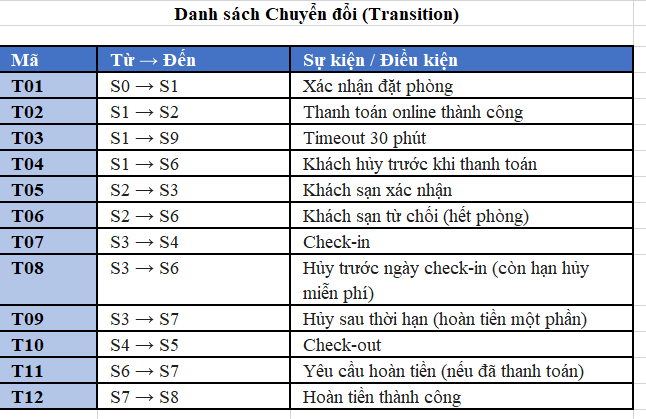 Danh sách Chuyển đổi (Transition)
Mã Từ → Đến Sự kiện / Điều kiện
T01 S0 → S1 Xác nhận đặt phòng
T02 S1 → S2 Thanh toán online thành công
T03 S1 → S9 Timeout 30 phút
T04 S1 → S6 Khách hủy trước khi thanh toán
T05 S2 → S3 Khách sạn xác nhận
T06 S2 → S6 Khách sạn từ chối (hết phòng)
T07 S3 → S4 Check-in
T08 S3 → S6 Hủy trước ngày check-in (còn hạn hủy
miễn phí)
T09 S3 → S7 Hủy sau thời hạn (hoàn tiền một phần)
T10 S4 → S5 Check-out
T11 S6 → S7 Yêu cầu hoàn tiền (nếu đã thanh toán)
T12 S7 → S8 Hoàn tiền thành công